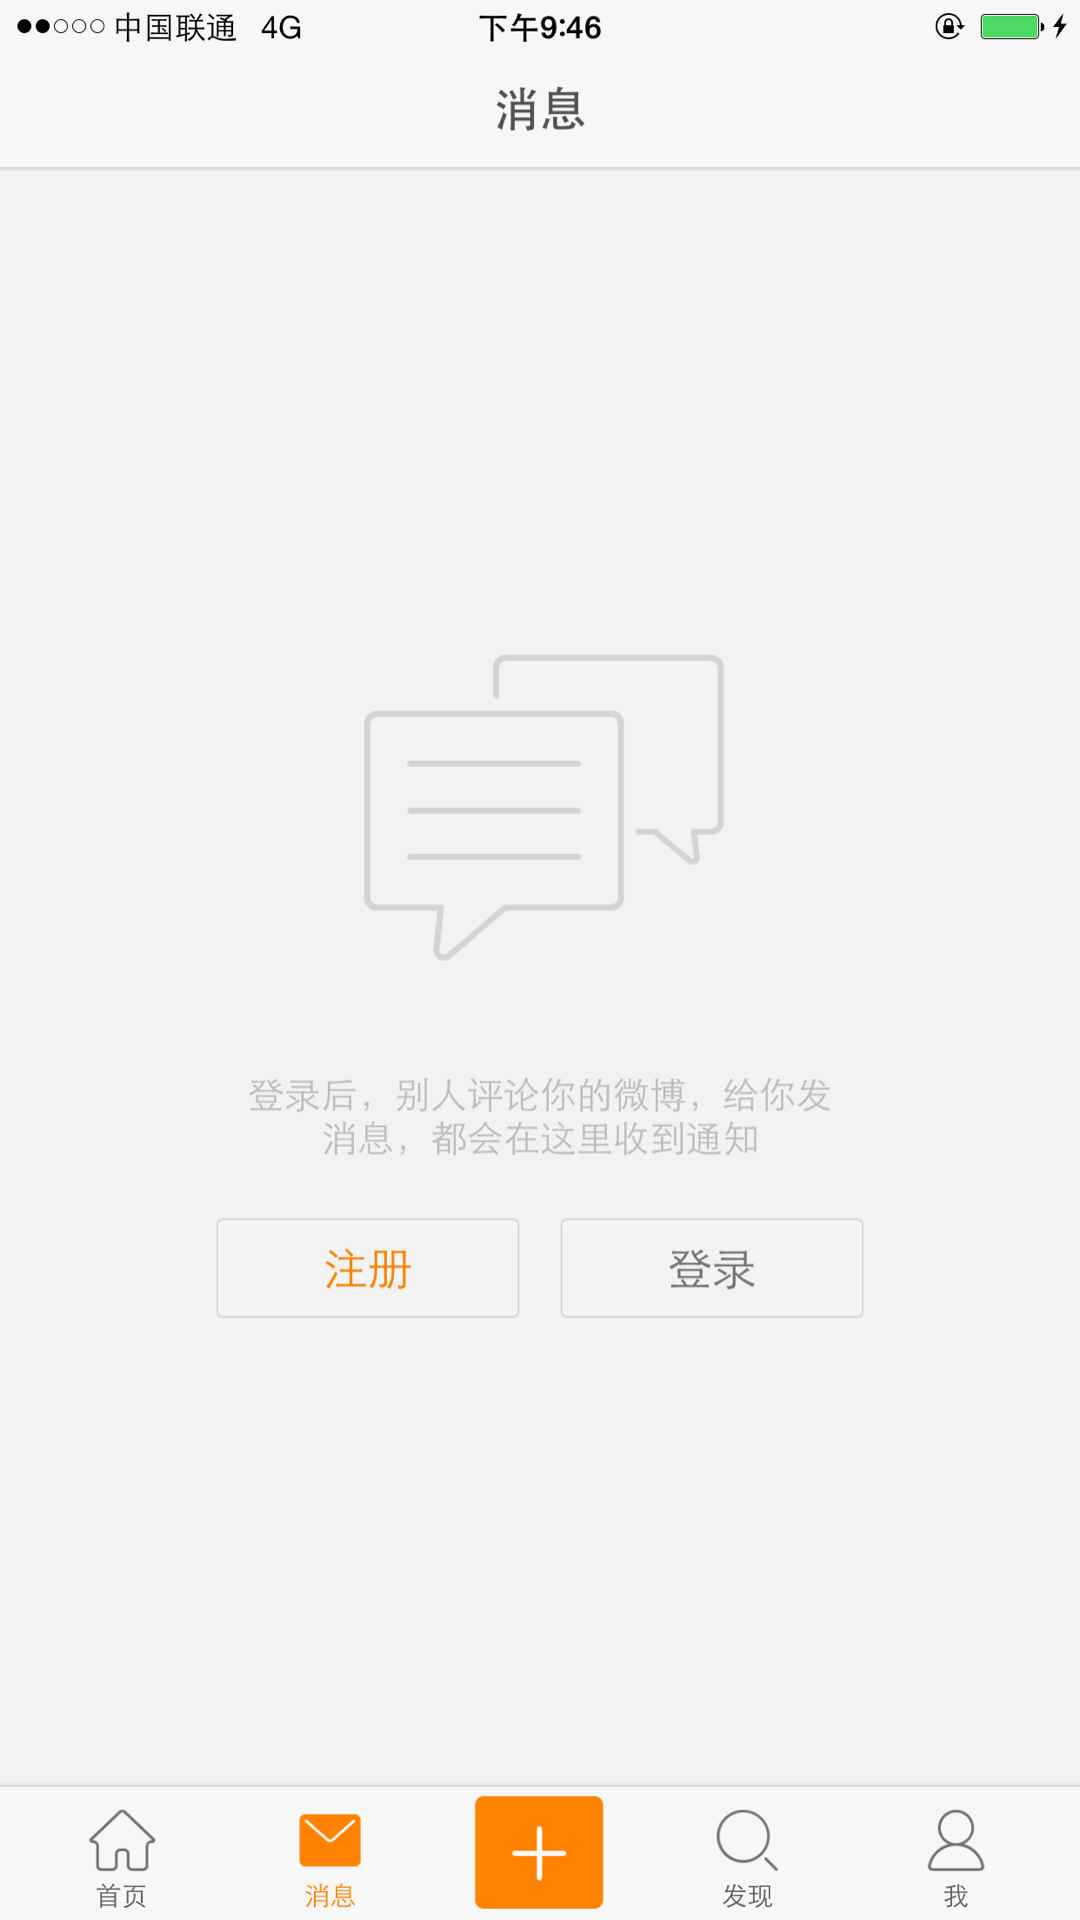 中国联通 4G 下午9:46
消息
登录后，别人评论你的微博，给你发
消息，都会在这里收到通知
注册 登录
首页 消息 发现 我